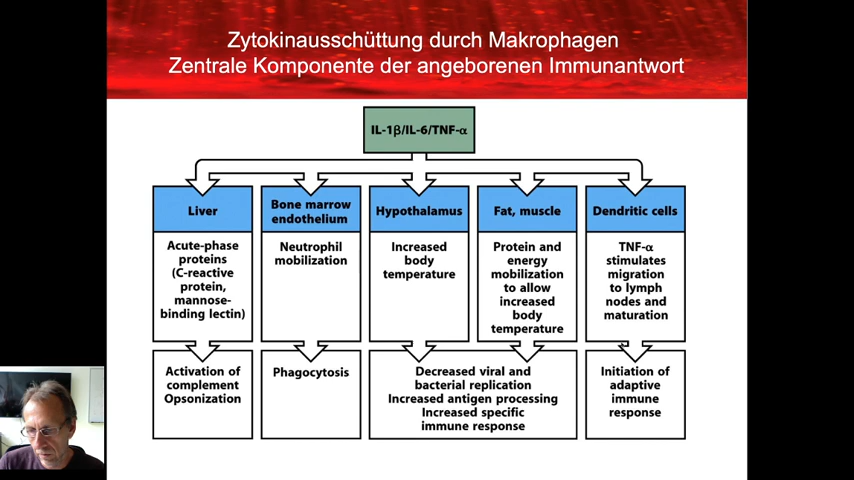 Zytokinausschüttung durch Makrophagen
Zentrale Komponente der angeborenen Immunantwort
IL-1β/IL-6/TNF-α
Liver
Bone marrow
endothelium
Hypothalamus
Fat, muscle
Dendritic cells
Acute-phase
proteins
(C-reactive
protein,
mannose-
binding lectin)
Neutrophil
mobilization
Increased
body
temperature
Protein and
energy
mobilization
to allow
increased
body
temperature
TNF-α
stimulates
migration
to lymph
nodes and
maturation
Activation of
complement
Opsonization
Phagocytosis
Decreased viral and
bacterial replication
Increased antigen processing
Increased specific
immune response
Initiation of
adaptive
immune
response